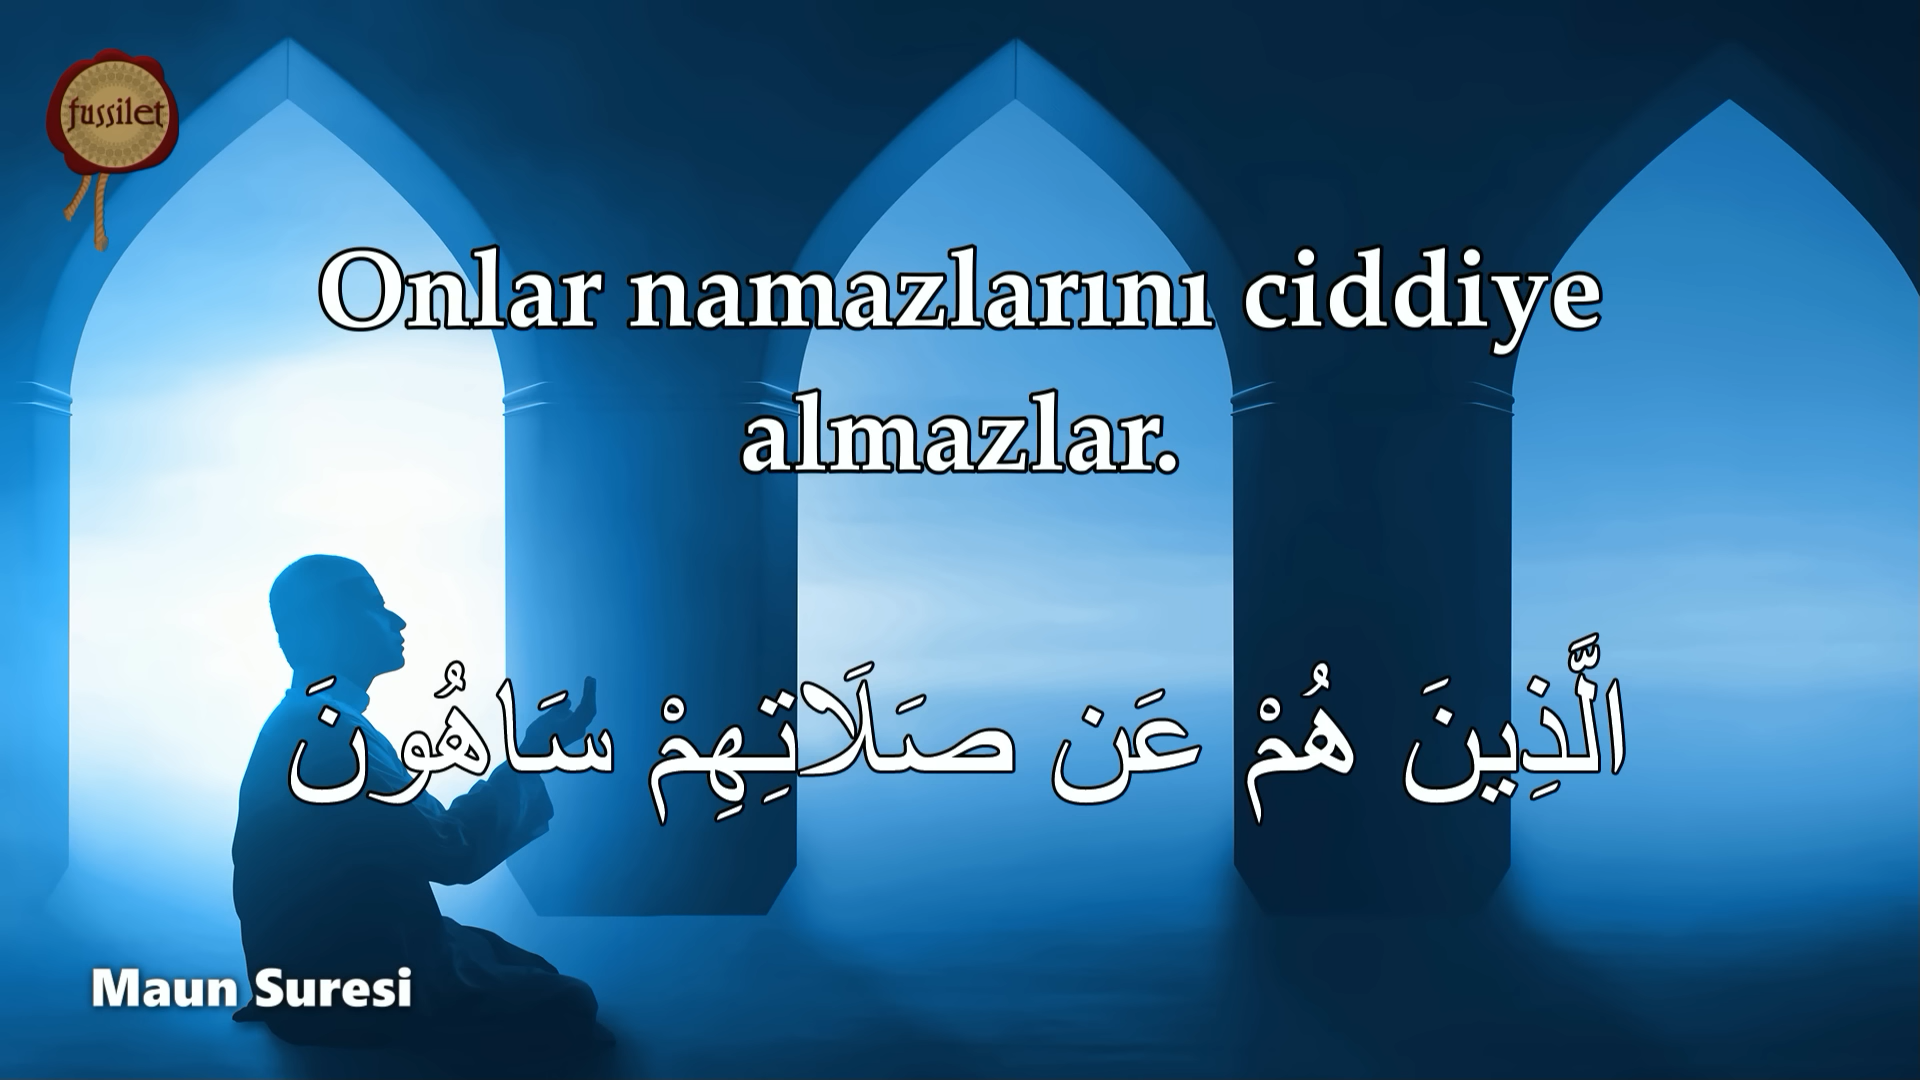 fussilet
Onlar namazlarını ciddiye
almazlar.
الَّذِينَ هُمْ عَن صَلَاتِهِمْ سَاهُونَ
Maun Suresi